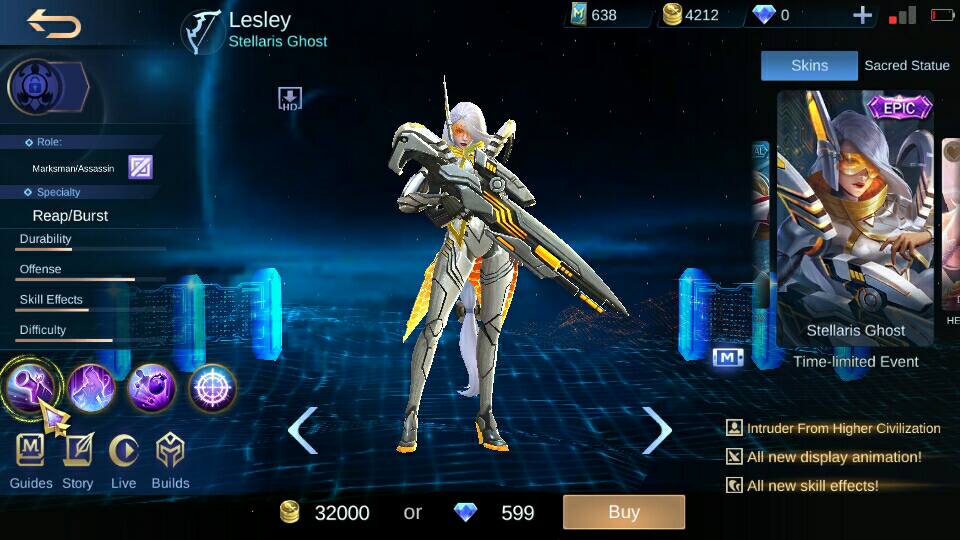 Lesley
Stellaris Ghost
638
4212
0
Skins
Sacred Statue
HD
EPIC
Role:
Marksman/Assassin
Specialty
Reap/Burst
Durability
Offense
Skill Effects
Difficulty
Stellaris Ghost
M
Time-limited Event
Intruder From Higher Civilization
All new display animation!
All new skill effects!
M
Guides
Story
Live
Builds
32000
or
599
Buy